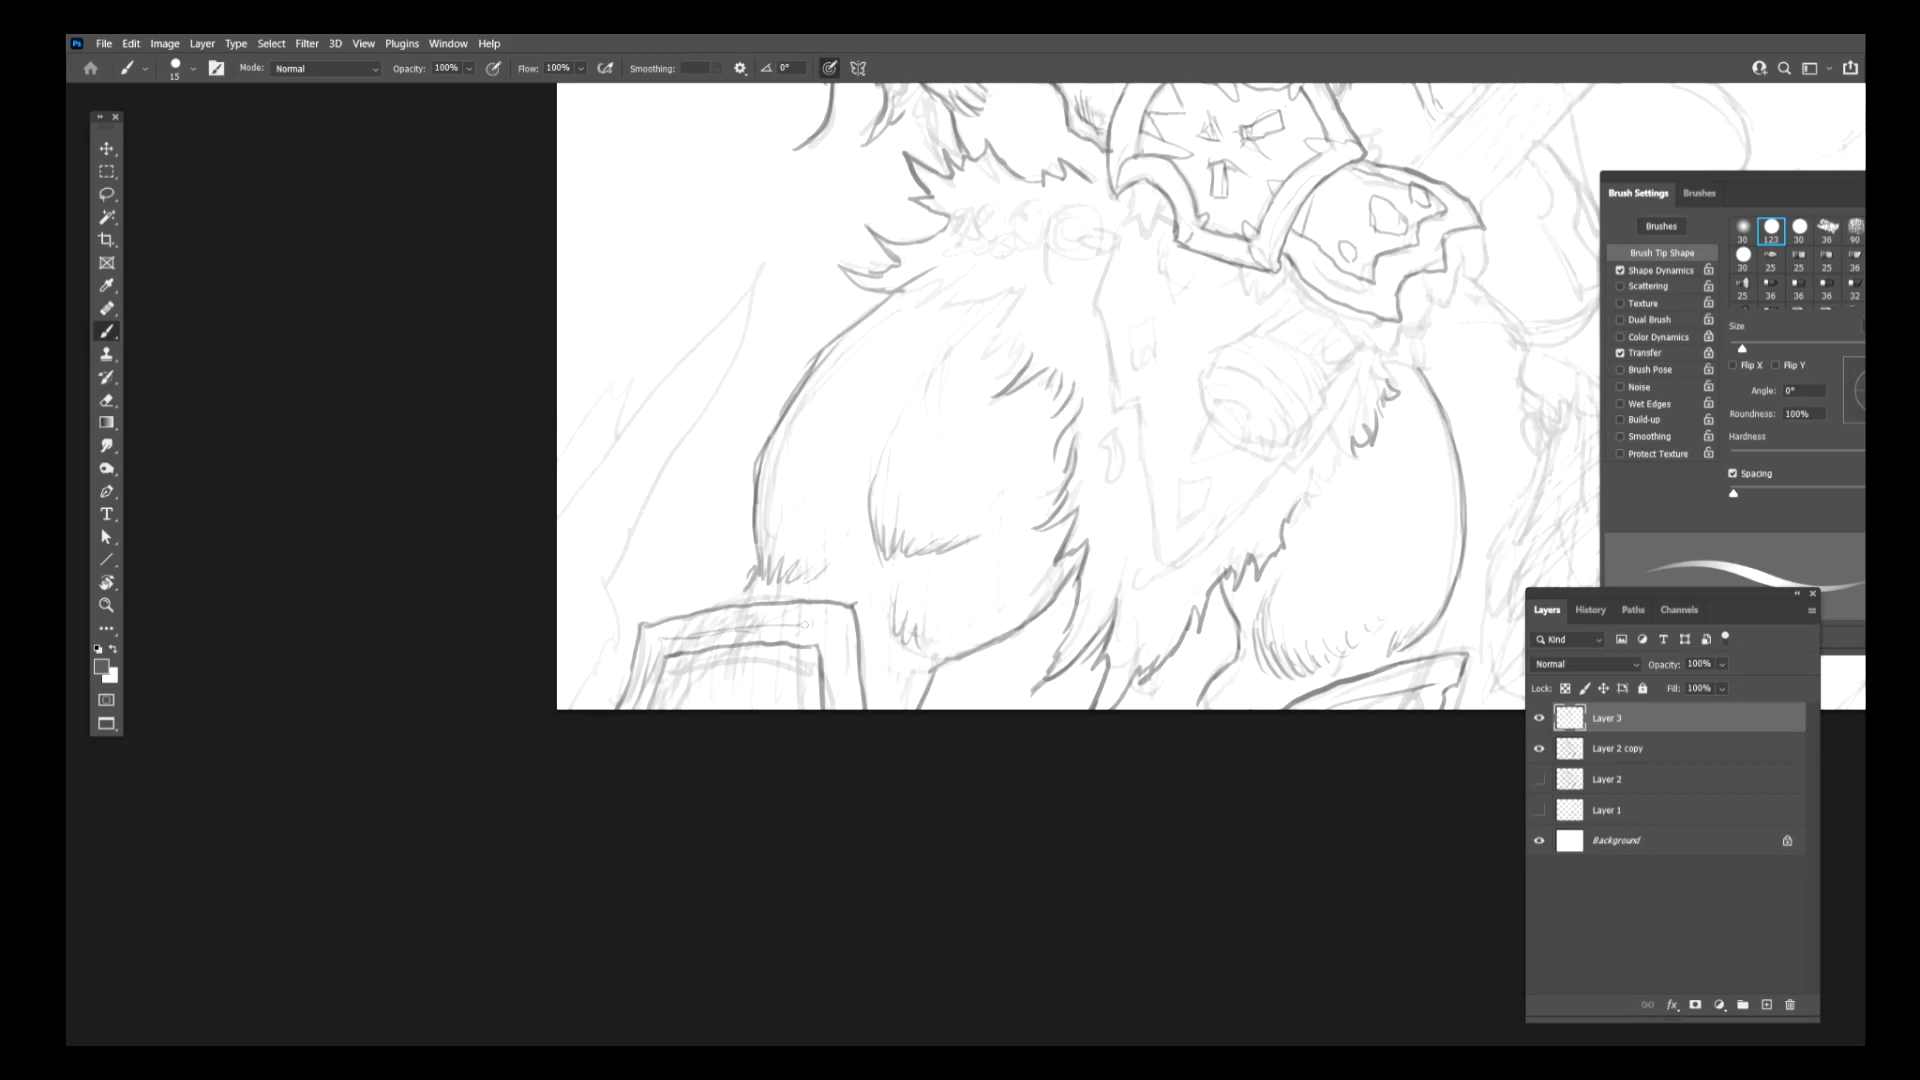 Ps File Edit Image Layer Type Select Filter 3D View Plugins Window Help
15 Mode: Normal Opacity: 100% Flow: 100% Smoothing: 0°
Brush Settings Brushes
Brushes
30 123 30 36 90
Brush Tip Shape
30 25 25 25 36
Shape Dynamics
Scattering
25 36 36 36 32
Texture
Dual Brush
Size
Color Dynamics
Transfer
Flip X Flip Y
Brush Pose
Noise
Angle: 0°
Wet Edges
Roundness: 100%
Build-up
Smoothing
Hardness
Protect Texture
Spacing
Layers History Paths Channels
Kind
Normal Opacity: 100%
Lock: Fill: 100%
Layer 3
Layer 2 copy
Layer 2
Layer 1
Background
fx